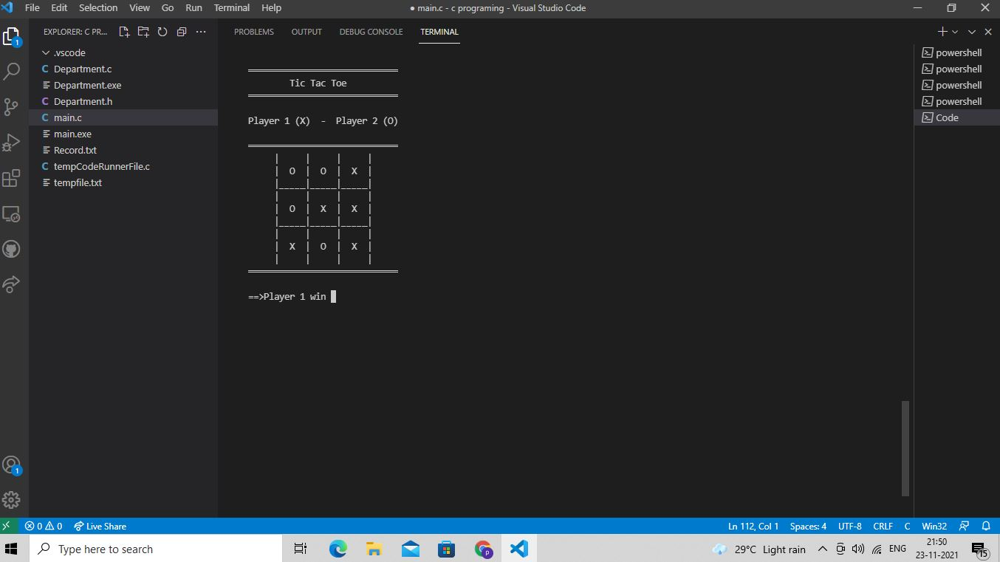 File Edit Selection View Go Run Terminal Help
● main.c - c programing - Visual Studio Code
EXPLORER: C PR...
PROBLEMS OUTPUT DEBUG CONSOLE TERMINAL
1
.vscode
C Department.c
Department.exe
C Department.h
C main.c
main.exe
Record.txt
C tempCodeRunnerFile.c
tempfile.txt
Tic Tac Toe
Player 1 (X) - Player 2 (O)
| O | O | X |
|_____|_____|_____|
| O | X | X |
|_____|_____|_____|
| X | O | X |
==>Player 1 win
powershell
powershell
powershell
powershell
Code
1
0 0 Live Share
Ln 112, Col 1 Spaces: 4 UTF-8 CRLF C Win32
Type here to search
29°C Light rain
ENG
21:50
23-11-2021
15